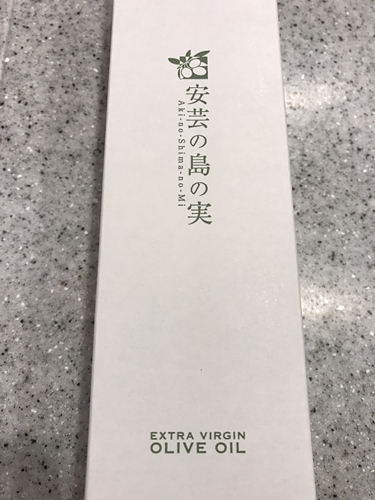 安芸の島の実
Aki-no-Shima-no-Mi
EXTRA VIRGIN
OLIVE OIL